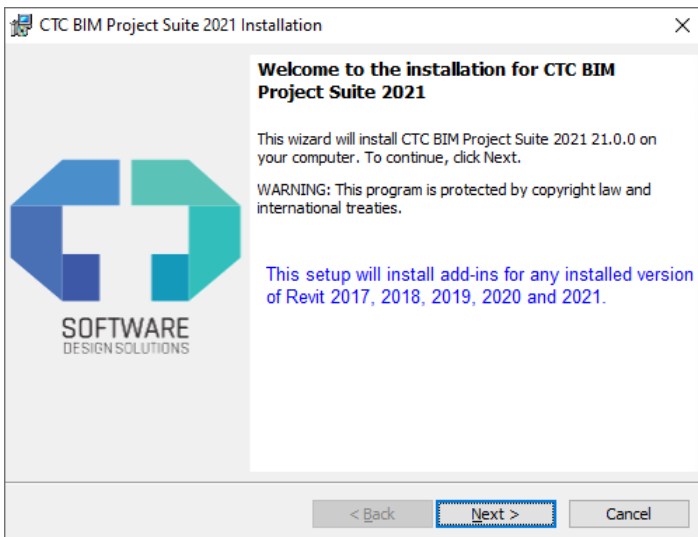 CTC BIM Project Suite 2021 Installation
Welcome to the installation for CTC BIM
Project Suite 2021
This wizard will install CTC BIM Project Suite 2021 21.0.0 on
your computer. To continue, click Next.
WARNING: This program is protected by copyright law and
international treaties.
This setup will install add-ins for any installed version
of Revit 2017, 2018, 2019, 2020 and 2021.
SOFTWARE
DESIGN SOLUTIONS
< Back
Next >
Cancel